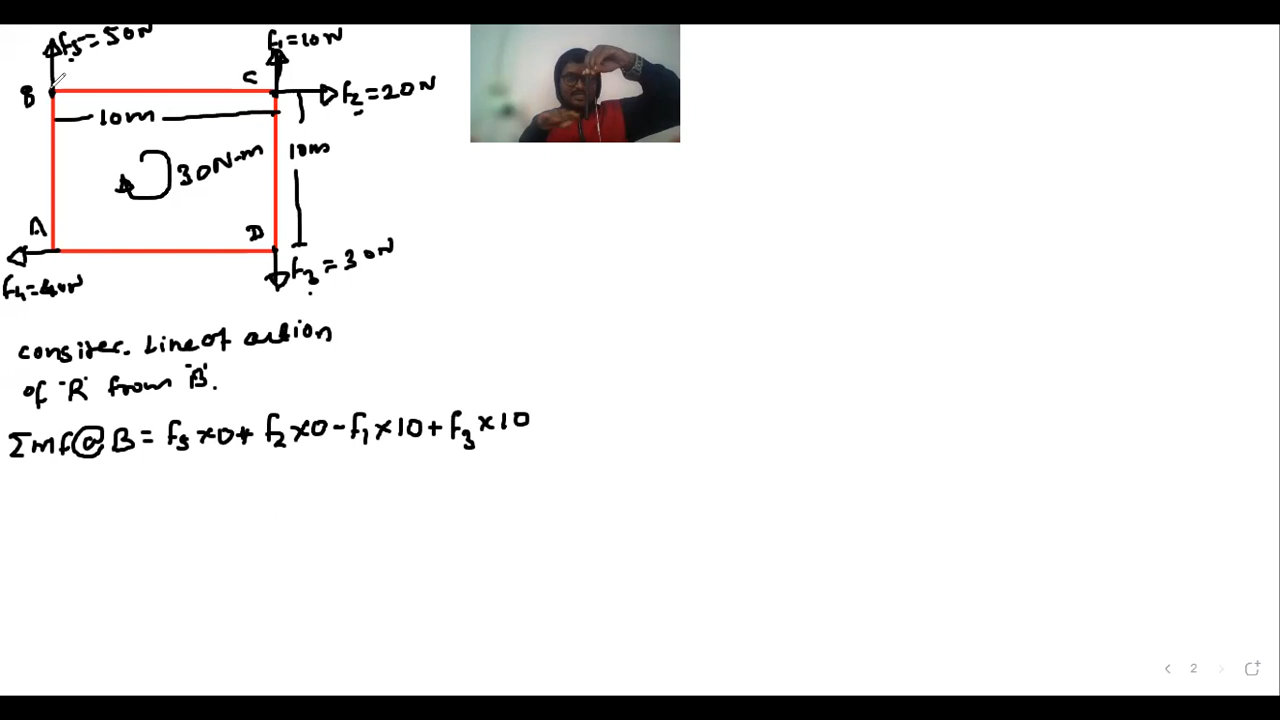 f5=50N
f1=10N
B
C
f2=20N
10m
30N-m
10m
A
D
f3=30N
f4=40N
consiter. Line of action
of "R" from "B".
Σmf@B= f5×0+ f2×0-f1×10+f3×10
2